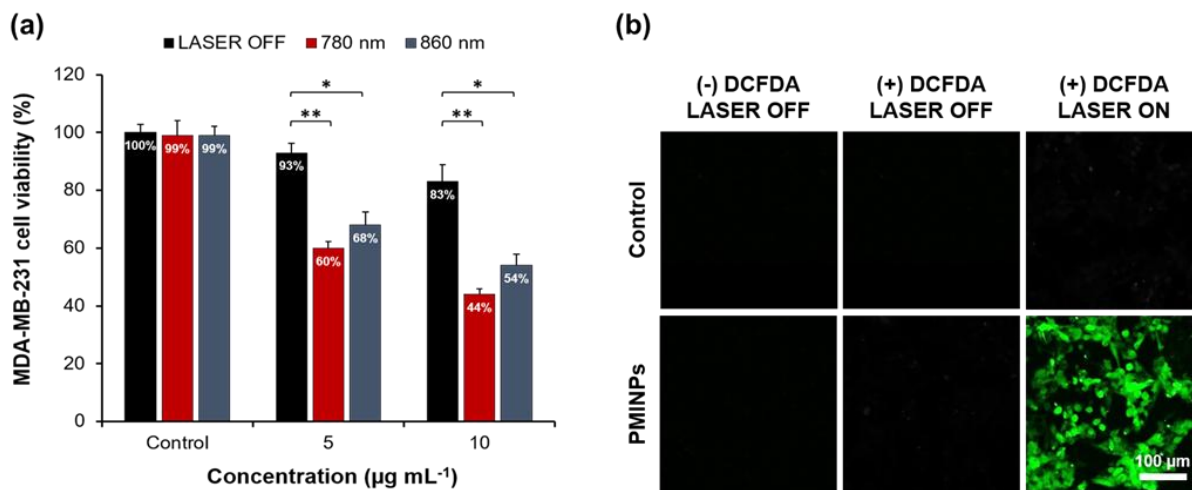 (a)
LASER OFF 780 nm 860 nm
MDA-MB-231 cell viability (%)
120
100
80
60
40
20
0
100%
99%
99%
93%
60%
68%
83%
44%
54%
*
**
*
**
Control 5 10
Concentration (µg mL⁻¹)
(b)
(-) DCFDA
LASER OFF
(+) DCFDA
LASER OFF
(+) DCFDA
LASER ON
Control
PMINPs
100 µm